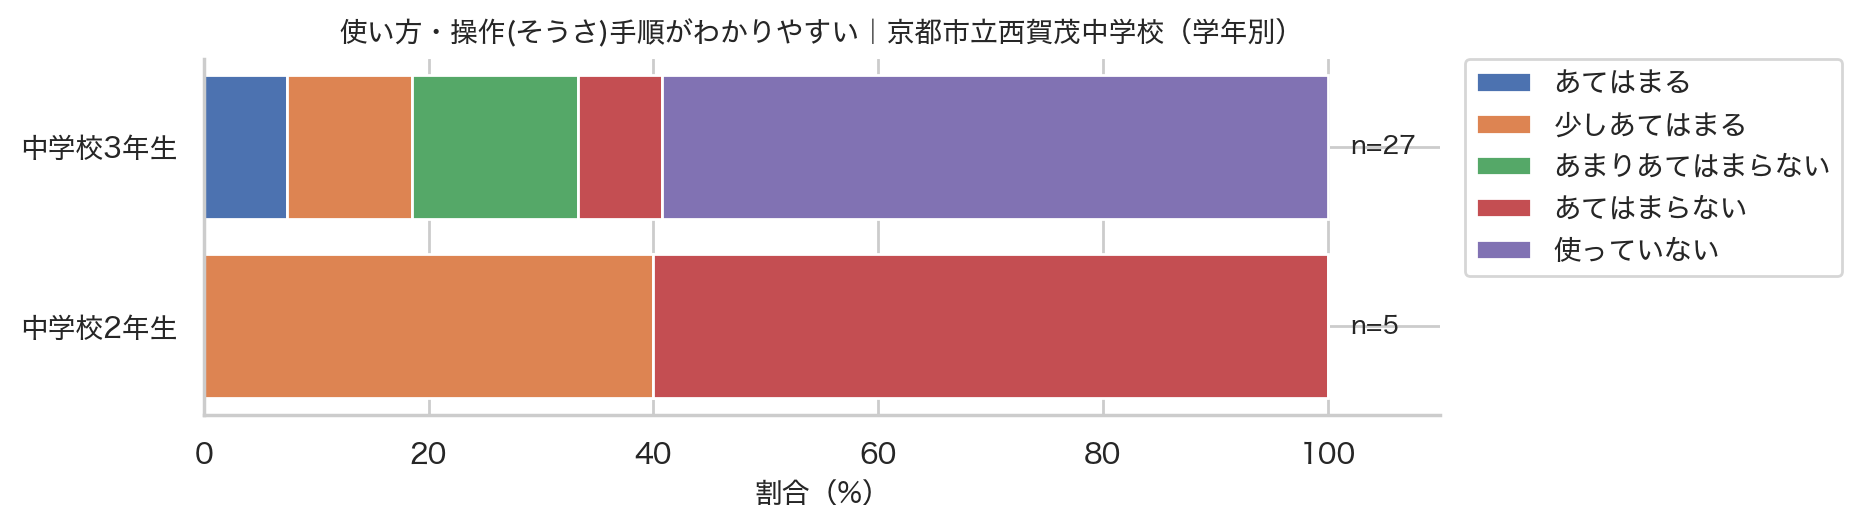 使い方・操作(そうさ)手順がわかりやすい｜京都市立西賀茂中学校（学年別）
あてはまる
少しあてはまる
あまりあてはまらない
あてはまらない
使っていない
中学校3年生
n=27
中学校2年生
n=5
0 20 40 60 80 100
割合（%）